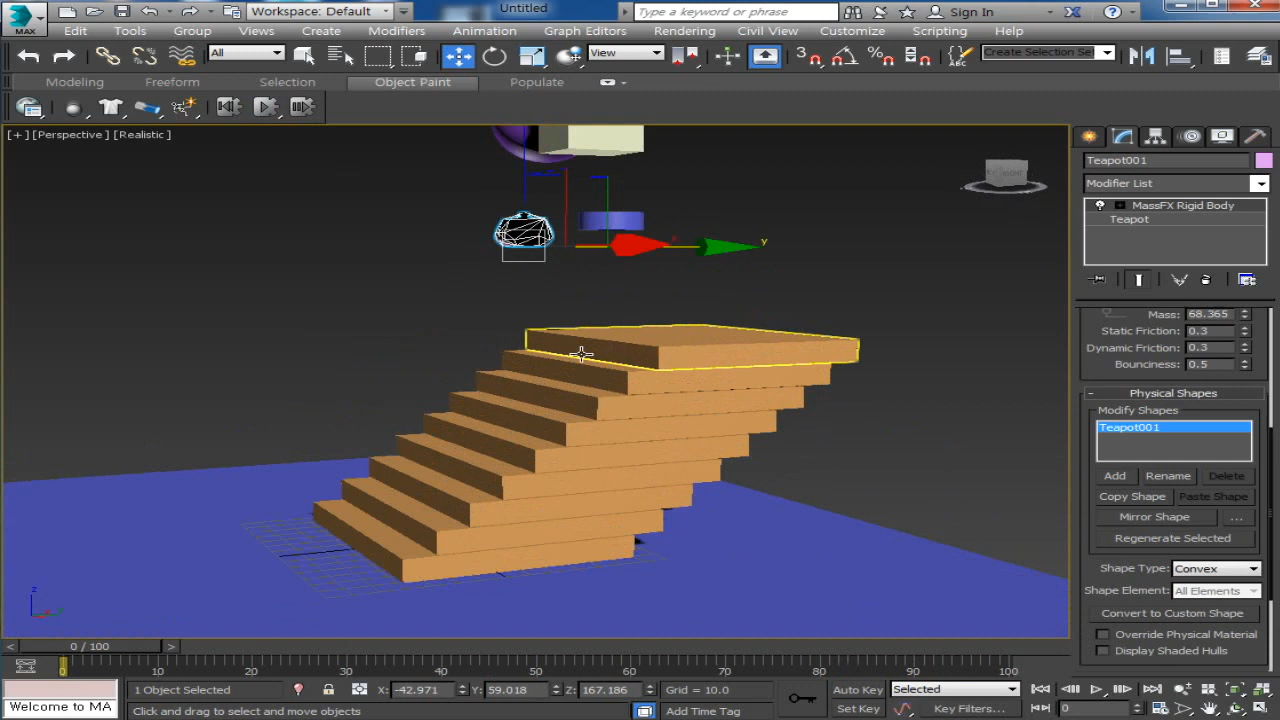 Workspace: Default
Untitled
Type a keyword or phrase
Sign In
MAX
Edit
Tools
Group
Views
Create
Modifiers
Animation
Graph Editors
Rendering
Civil View
Customize
Scripting
Help
All
View
Create Selection Se
Modeling
Freeform
Selection
Object Paint
Populate
[ + ] [Perspective ] [Realistic ]
Teapot001
Modifier List
MassFX Rigid Body
Teapot
Mass: 68.365
Static Friction: 0.3
Dynamic Friction: 0.3
Bounciness: 0.5
Physical Shapes
Modify Shapes
Teapot001
Add
Rename
Delete
Copy Shape
Paste Shape
Mirror Shape
...
Regenerate Selected
Shape Type: Convex
Shape Element: All Elements
Convert to Custom Shape
Override Physical Material
Display Shaded Hulls
y
z
0 / 100
0 10 20 30 40 50 60 70 80 90 100
1 Object Selected
X: -42.971
Y: 59.018
Z: 167.186
Grid = 10.0
Auto Key
Selected
Welcome to MA
Click and drag to select and move objects
Add Time Tag
Set Key
Key Filters...
0